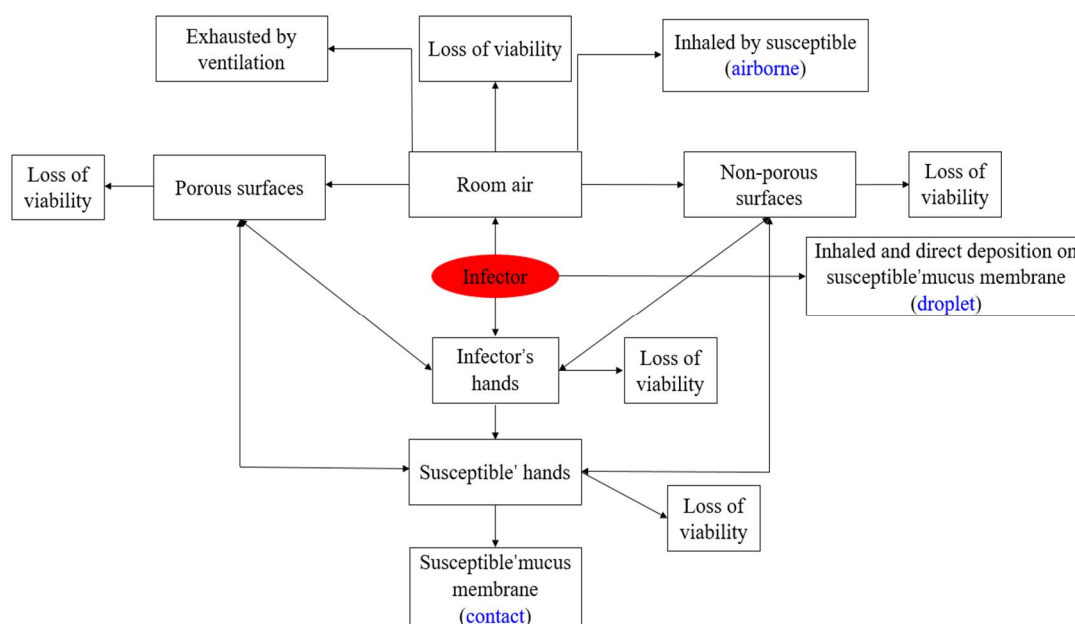 Exhausted by
ventilation
Loss of viability
Inhaled by susceptible
(airborne)
Loss of
viability
Porous surfaces
Room air
Non-porous
surfaces
Loss of
viability
Infector
Inhaled and direct deposition on
susceptible'mucus membrane
(droplet)
Infector's
hands
Loss of
viability
Susceptible' hands
Loss of
viability
Susceptible'mucus
membrane
(contact)